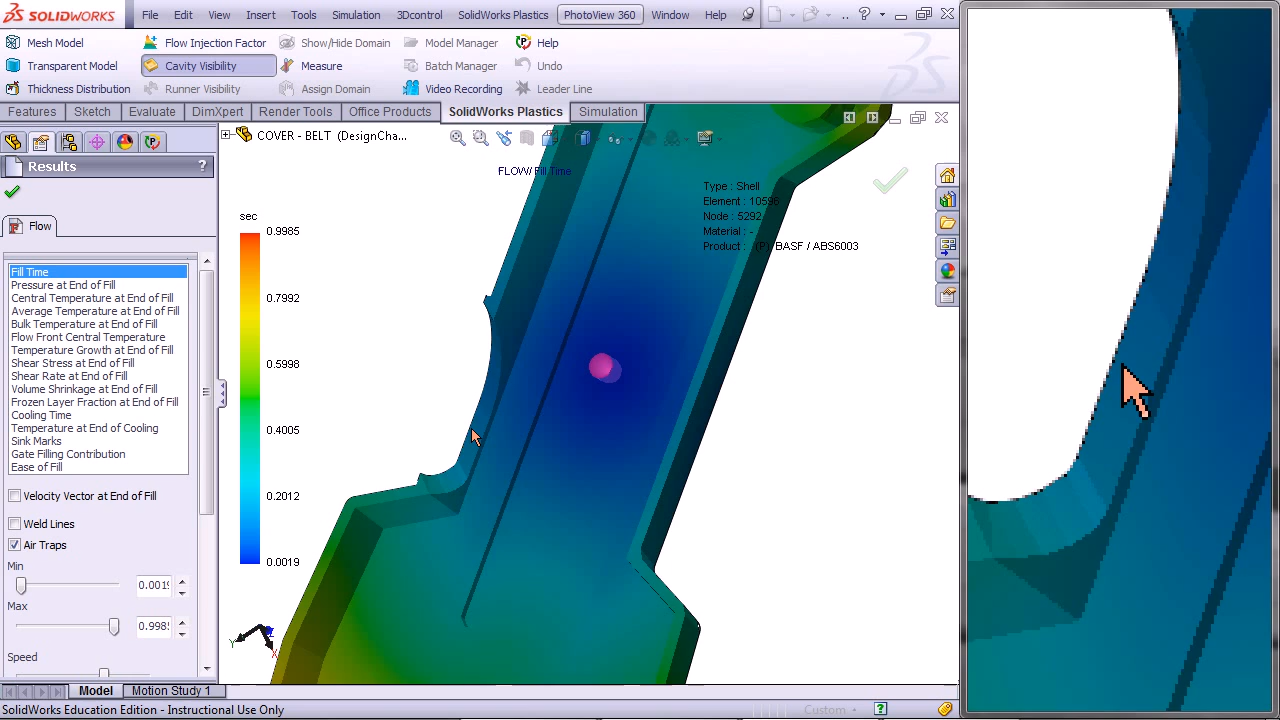 SOLIDWORKS File Edit View Insert Tools Simulation 3Dcontrol SolidWorks Plastics PhotoView 360 Window Help
Mesh Model Flow Injection Factor Show/Hide Domain Model Manager Help
Transparent Model Cavity Visibility Measure Batch Manager Undo
Thickness Distribution Runner Visibility Assign Domain Video Recording Leader Line
Features Sketch Evaluate DimXpert Render Tools Office Products SolidWorks Plastics Simulation
COVER - BELT (DesignCha...
Results ?
FLOW/ Fill Time
Type : Shell
Element : 10596
Node : 5292
Material : -
Product : (P) BASF / ABS6003
Flow
sec
0.9985
0.7992
0.5998
0.4005
0.2012
0.0019
Fill Time
Pressure at End of Fill
Central Temperature at End of Fill
Average Temperature at End of Fill
Bulk Temperature at End of Fill
Flow Front Central Temperature
Temperature Growth at End of Fill
Shear Stress at End of Fill
Shear Rate at End of Fill
Volume Shrinkage at End of Fill
Frozen Layer Fraction at End of Fill
Cooling Time
Temperature at End of Cooling
Sink Marks
Gate Filling Contribution
Ease of Fill
Velocity Vector at End of Fill
Weld Lines
Air Traps
Min
0.0019
Max
0.998
Speed
Y X
Model Motion Study 1
SolidWorks Education Edition - Instructional Use Only Custom